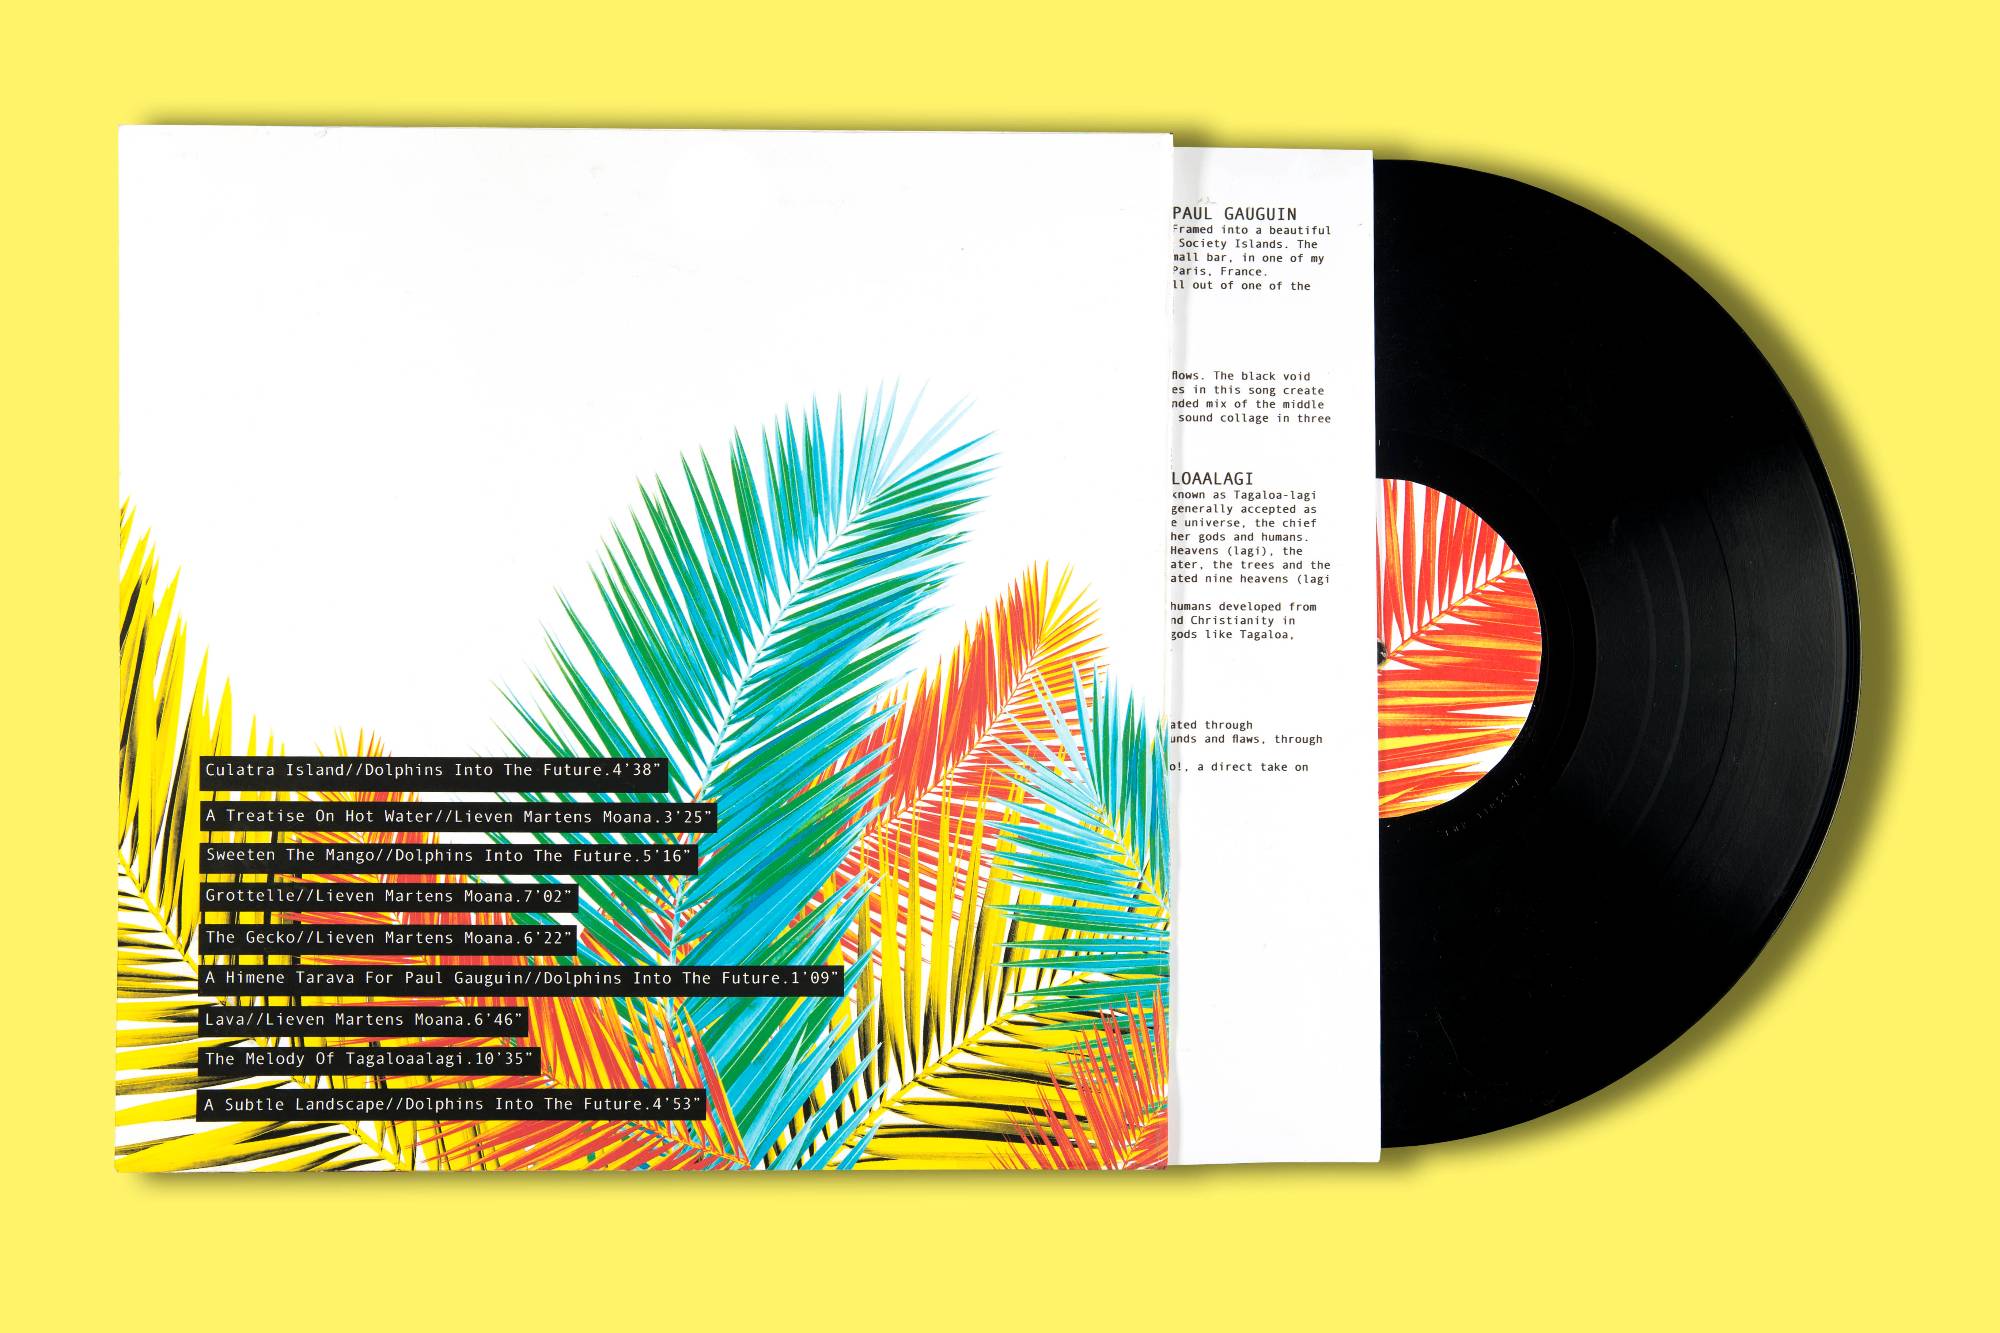 Culatra Island//Dolphins Into The Future.4’38”
A Treatise On Hot Water//Lieven Martens Moana.3’25”
Sweeten The Mango//Dolphins Into The Future.5’16”
Grottelle//Lieven Martens Moana.7’02”
The Gecko//Lieven Martens Moana.6’22”
A Himene Tarava For Paul Gauguin//Dolphins Into The Future.1’09”
Lava//Lieven Martens Moana.6’46”
The Melody Of Tagaloaalagi.10’35”
A Subtle Landscape//Dolphins Into The Future.4’53”
PAUL GAUGUIN
Framed into a beautiful
Society Islands. The
mall bar, in one of my
Paris, France.
ll out of one of the
flows. The black void
es in this song create
nded mix of the middle
sound collage in three
LOAALAGI
known as Tagaloa-lagi
generally accepted as
e universe, the chief
her gods and humans.
Heavens (lagi), the
ater, the trees and the
ated nine heavens (lagi
humans developed from
nd Christianity in
gods like Tagaloa,
ated through
unds and flaws, through
o!, a direct take on